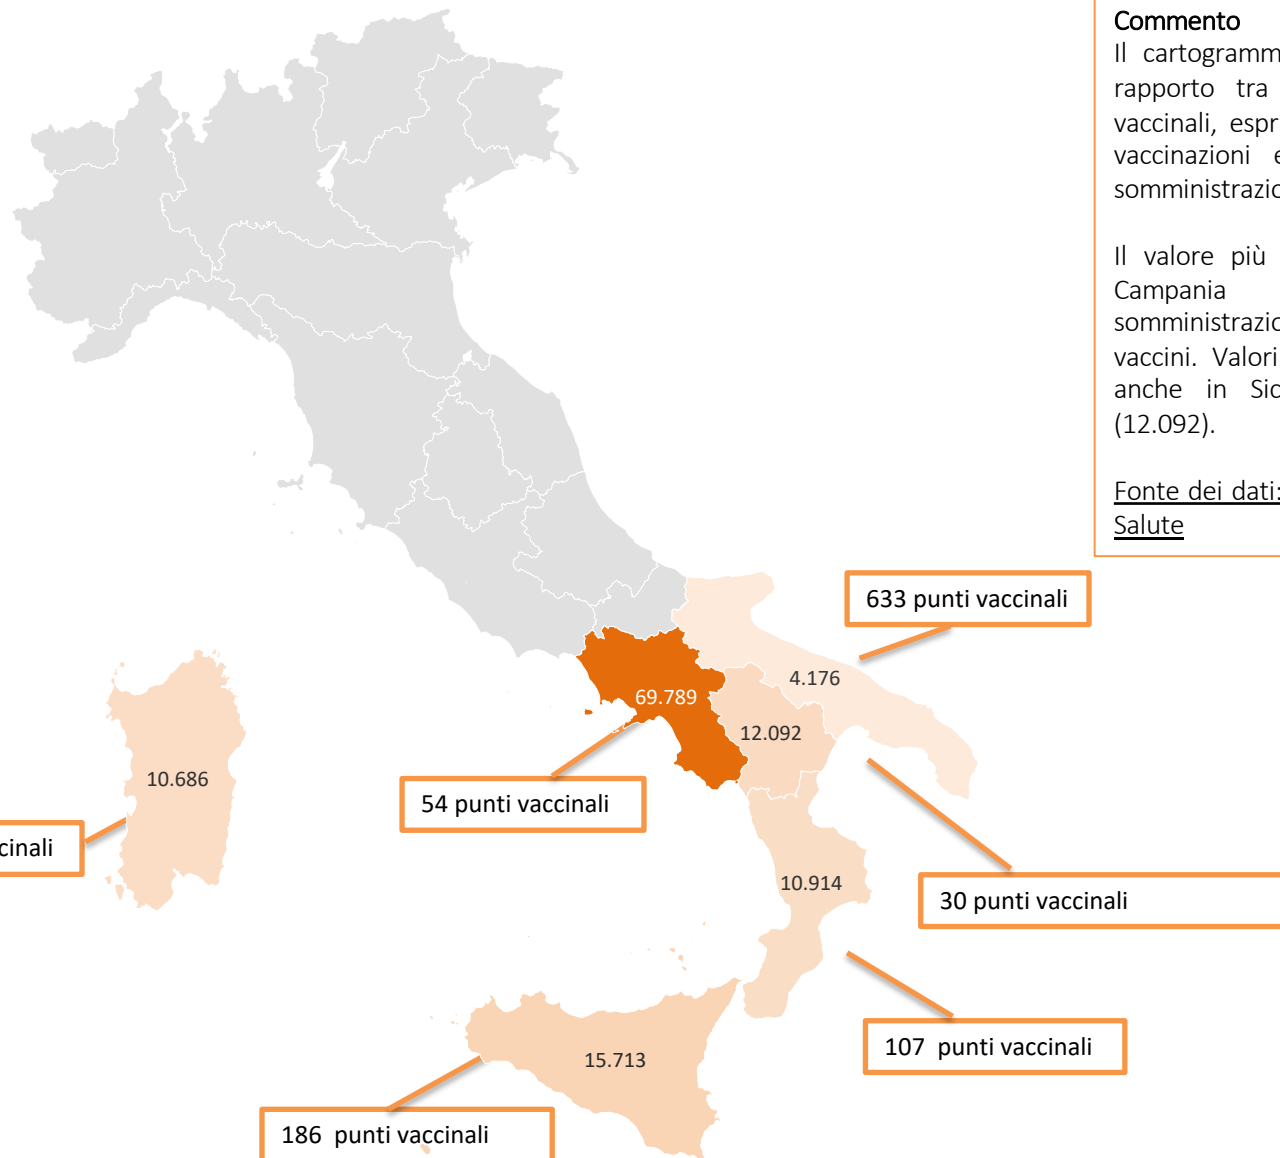 Commento
Il cartogramm
rapporto tra
vaccinali, espr
vaccinazioni e
somministrazio
Il valore più
Campania
somministrazio
vaccini. Valori
anche in Sic
(12.092).
Fonte dei dati:
Salute
633 punti vaccinali
4.176
69.789
12.092
10.686
54 punti vaccinali
cinali
10.914
30 punti vaccinali
107 punti vaccinali
15.713
186 punti vaccinali